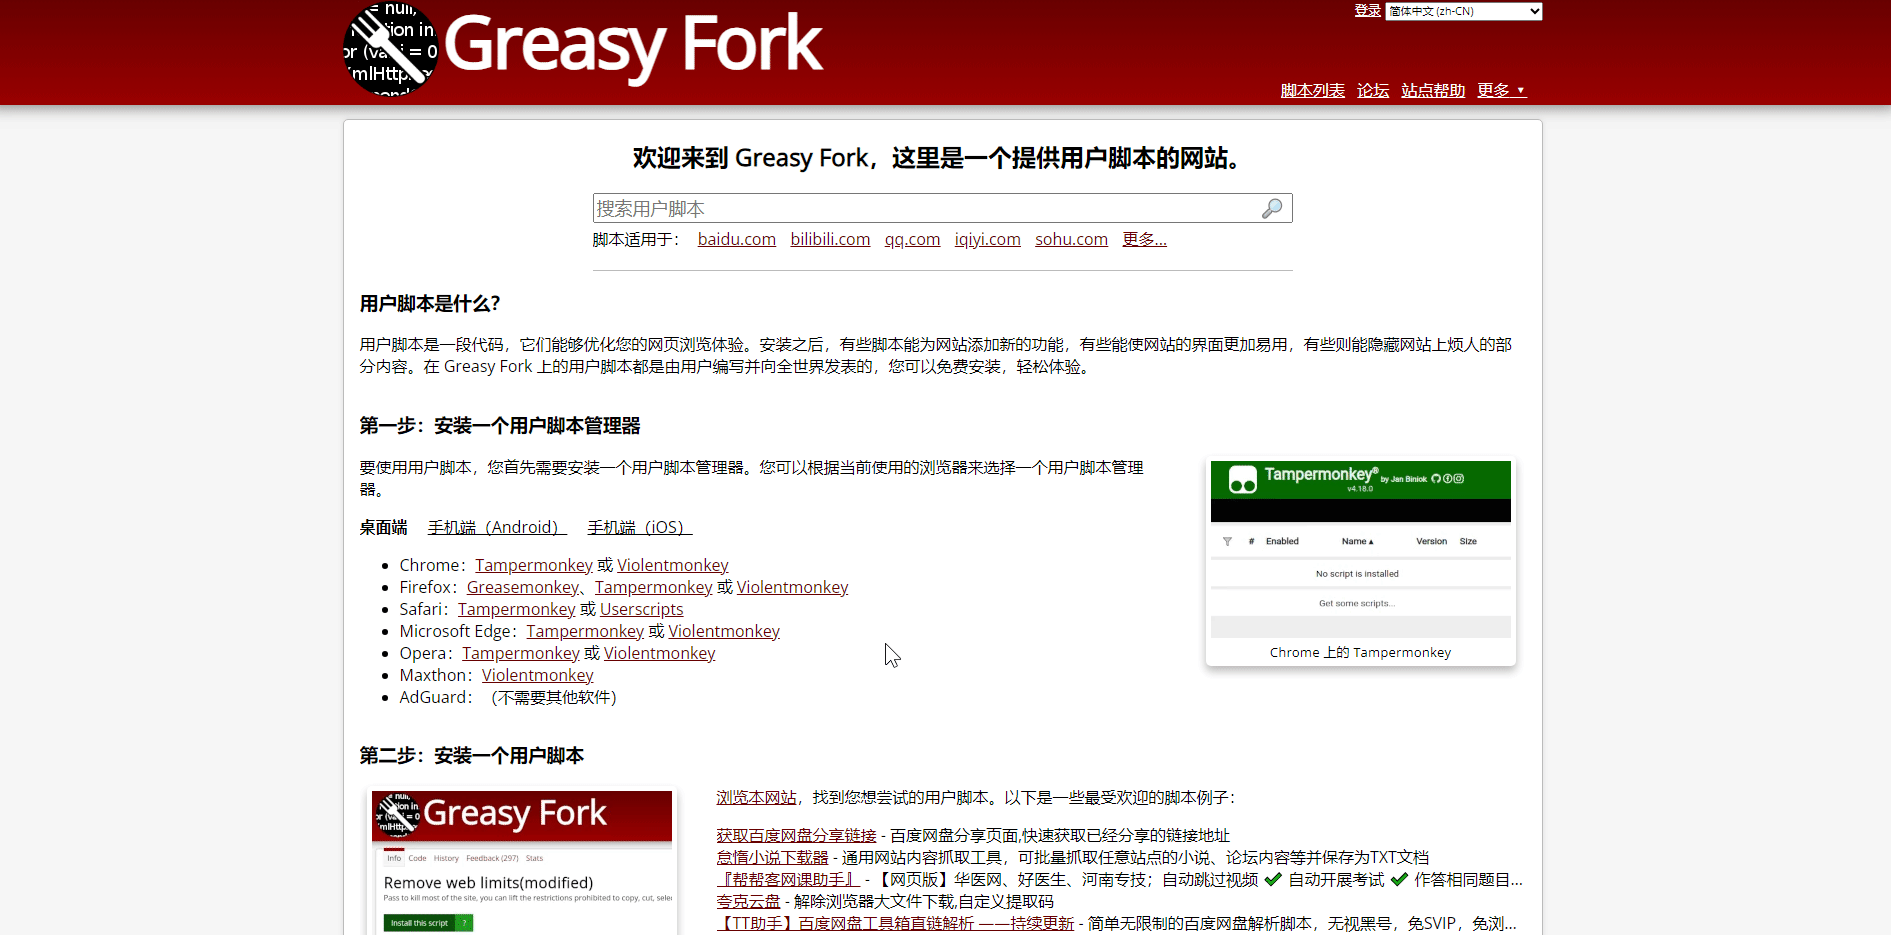 = null,
nction in
or (va i = 0
XmlHttp
Greasy Fork
登录 简体中文 (zh-CN)
脚本列表 论坛 站点帮助 更多 ▼
欢迎来到 Greasy Fork，这里是一个提供用户脚本的网站。
搜索用户脚本
脚本适用于： baidu.com bilibili.com qq.com iqiyi.com sohu.com 更多...
用户脚本是什么？
用户脚本是一段代码，它们能够优化您的网页浏览体验。安装之后，有些脚本能为网站添加新的功能，有些能使网站的界面更加易用，有些则能隐藏网站上烦人的部
分内容。在 Greasy Fork 上的用户脚本都是由用户编写并向全世界发表的，您可以免费安装，轻松体验。
第一步：安装一个用户脚本管理器
要使用用户脚本，您首先需要安装一个用户脚本管理器。您可以根据当前使用的浏览器来选择一个用户脚本管理
器。
桌面端 手机端（Android） 手机端（iOS）
Chrome：Tampermonkey 或 Violentmonkey
Firefox：Greasemonkey、Tampermonkey 或 Violentmonkey
Safari：Tampermonkey 或 Userscripts
Microsoft Edge：Tampermonkey 或 Violentmonkey
Opera：Tampermonkey 或 Violentmonkey
Maxthon：Violentmonkey
AdGuard：（不需要其他软件）
Tampermonkey® by Jan Biniok
v4.18.0
# Enabled Name ▲ Version Size
No script is installed
Get some scripts...
Chrome 上的 Tampermonkey
第二步：安装一个用户脚本
Greasy Fork
Info Code History Feedback (297) Stats
Remove web limits(modified)
Pass to kill most of the site, you can lift the restrictions prohibited to copy, cut, selec
Install this script ?
浏览本网站，找到您想尝试的用户脚本。以下是一些最受欢迎的脚本例子：
获取百度网盘分享链接 - 百度网盘分享页面,快速获取已经分享的链接地址
怠惰小说下载器 - 通用网站内容抓取工具，可批量抓取任意站点的小说、论坛内容等并保存为TXT文档
『帮帮客网课助手』 - 【网页版】华医网、好医生、河南专技；自动跳过视频 ✔ 自动开展考试 ✔ 作答相同题目...
夸克云盘 - 解除浏览器大文件下载,自定义提取码
【TT助手】百度网盘工具箱直链解析 ——持续更新 - 简单无限制的百度网盘解析脚本，无视黑号，免SVIP，免浏...